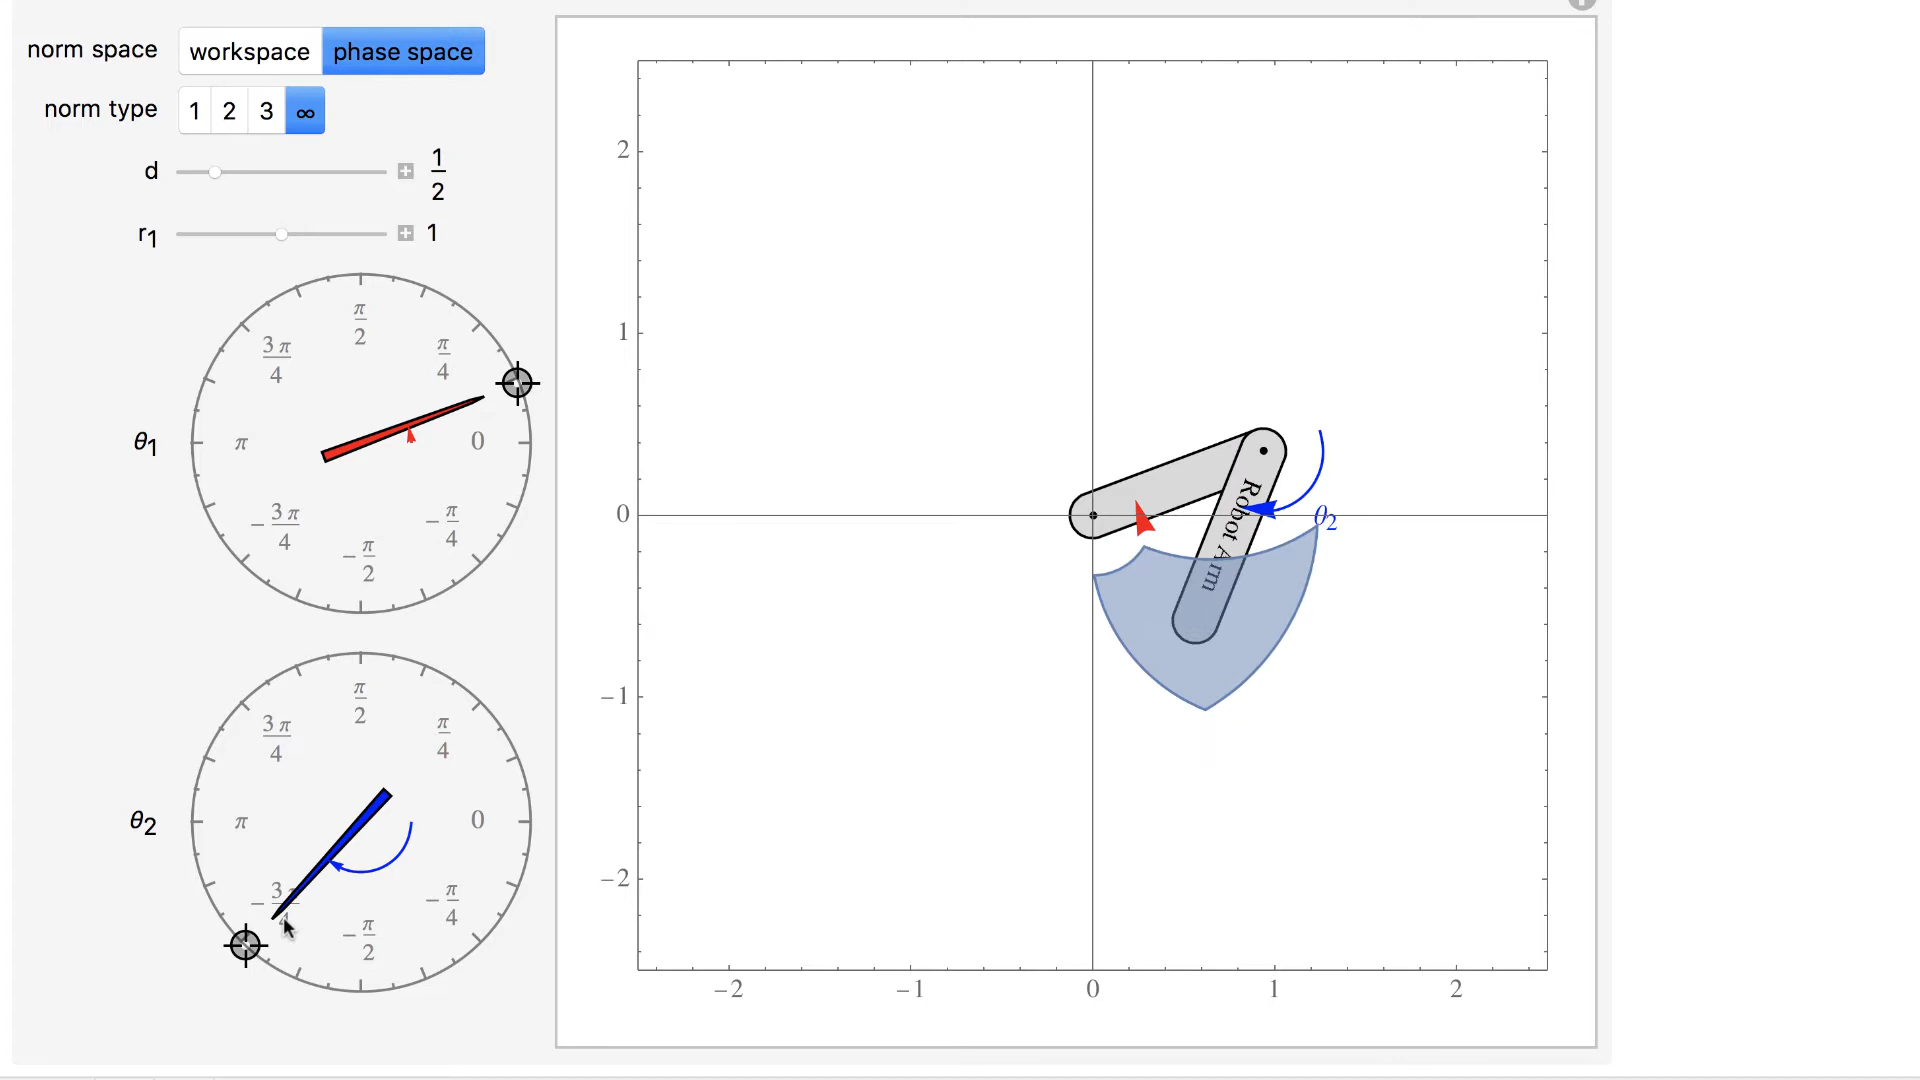 norm space workspace phase space
norm type 1 2 3 ∞
d 1/2
r1 1
π/2
3π/4 π/4
θ1 π 0
-3π/4 -π/4
-π/2
π/2
3π/4 π/4
θ2 π 0
-3π/4 -π/4
-π/2
2
1
0
−1
−2
−2 −1 0 1 2
Robot Arm
θ2